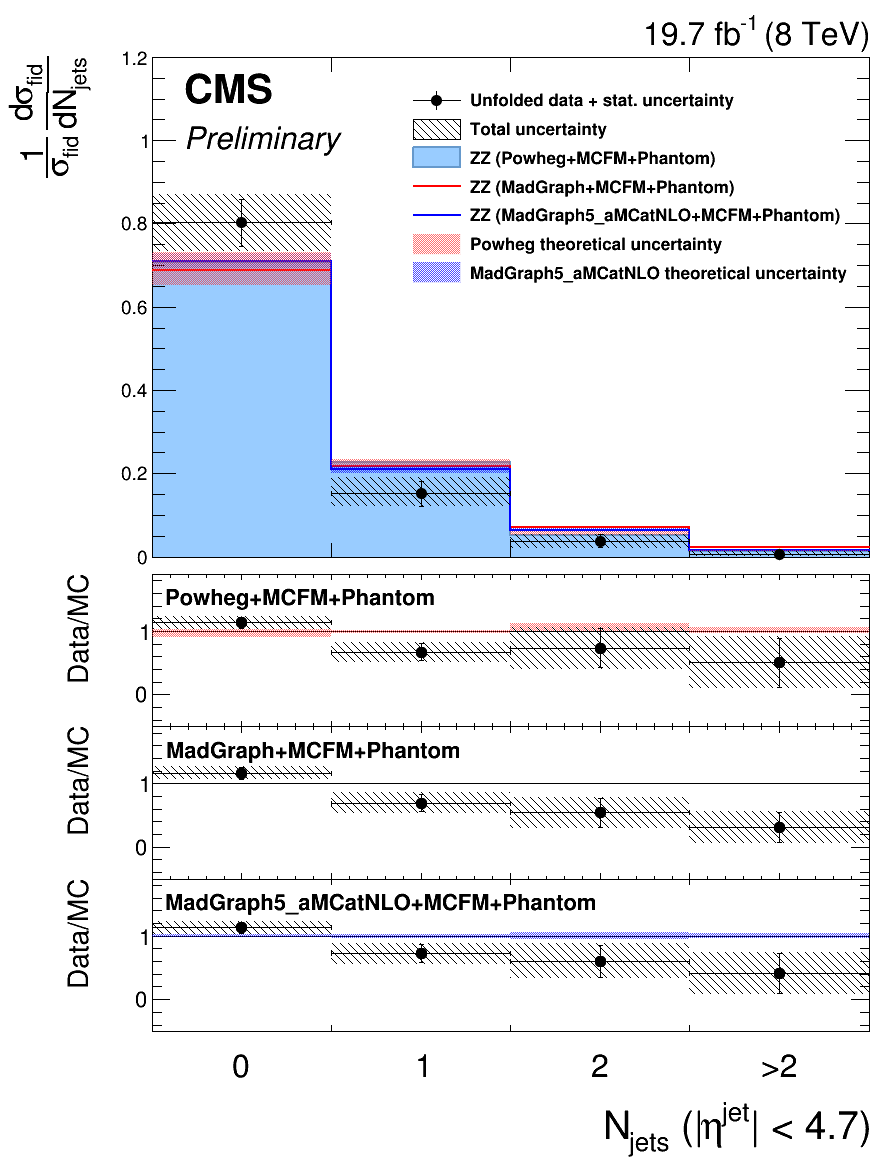 19.7 fb⁻¹ (8 TeV)
1/σfid dσfid/dNjets
1.2
1
0.8
0.6
0.4
0.2
0
CMS
Preliminary
Unfolded data + stat. uncertainty
Total uncertainty
ZZ (Powheg+MCFM+Phantom)
ZZ (MadGraph+MCFM+Phantom)
ZZ (MadGraph5_aMCatNLO+MCFM+Phantom)
Powheg theoretical uncertainty
MadGraph5_aMCatNLO theoretical uncertainty
Data/MC
Powheg+MCFM+Phantom
1
0
Data/MC
MadGraph+MCFM+Phantom
1
0
Data/MC
MadGraph5_aMCatNLO+MCFM+Phantom
1
0
0 1 2 >2
Njets (|ηjet| < 4.7)